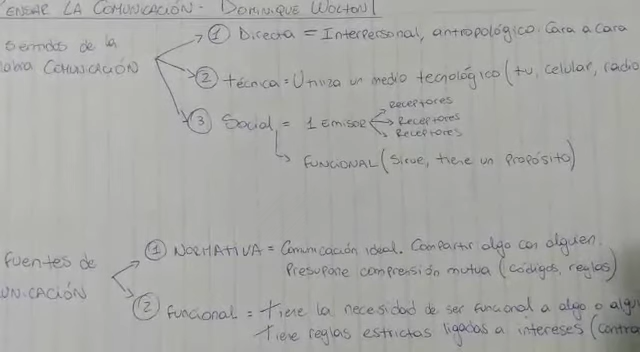 PENSAR LA COMUNICACIÓN - DOMINIQUE WOLTON
Sentidos de la
palabra COMUNICACIÓN
① Directa = Interpersonal, antropológico. Cara a cara
② técnica = Utiliza un medio tecnológico (tv, celular, radio
③ Social = 1 EMISOR
RECEPTORES
RECEPTORES
RECEPTORES
FUNCIONAL (Sirve, tiene un propósito)
Fuentes de
UNICACIÓN
① NORMATIVA = Comunicación ideal. Compartir algo con alguien.
Presupone comprensión mutua (códigos, reglas)
② Funcional = tiene la necesidad de ser funcional a algo o algui
tiene reglas estrictas ligadas a intereses (contra